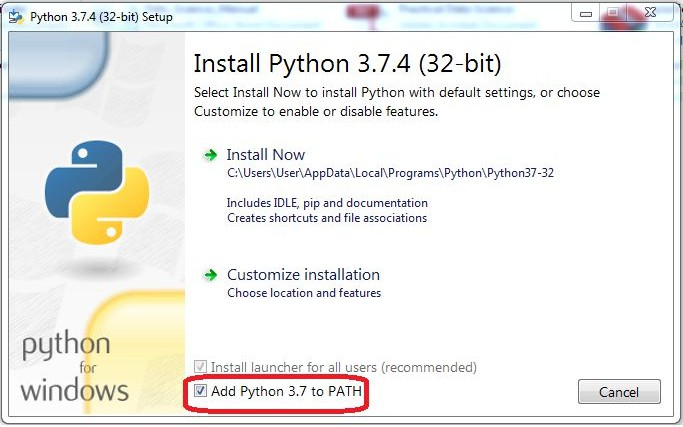 Python 3.7.4 (32-bit) Setup
Install Python 3.7.4 (32-bit)
Select Install Now to install Python with default settings, or choose
Customize to enable or disable features.
Install Now
C:\Users\User\AppData\Local\Programs\Python\Python37-32
Includes IDLE, pip and documentation
Creates shortcuts and file associations
Customize installation
Choose location and features
python
for
windows
Install launcher for all users (recommended)
Add Python 3.7 to PATH
Cancel